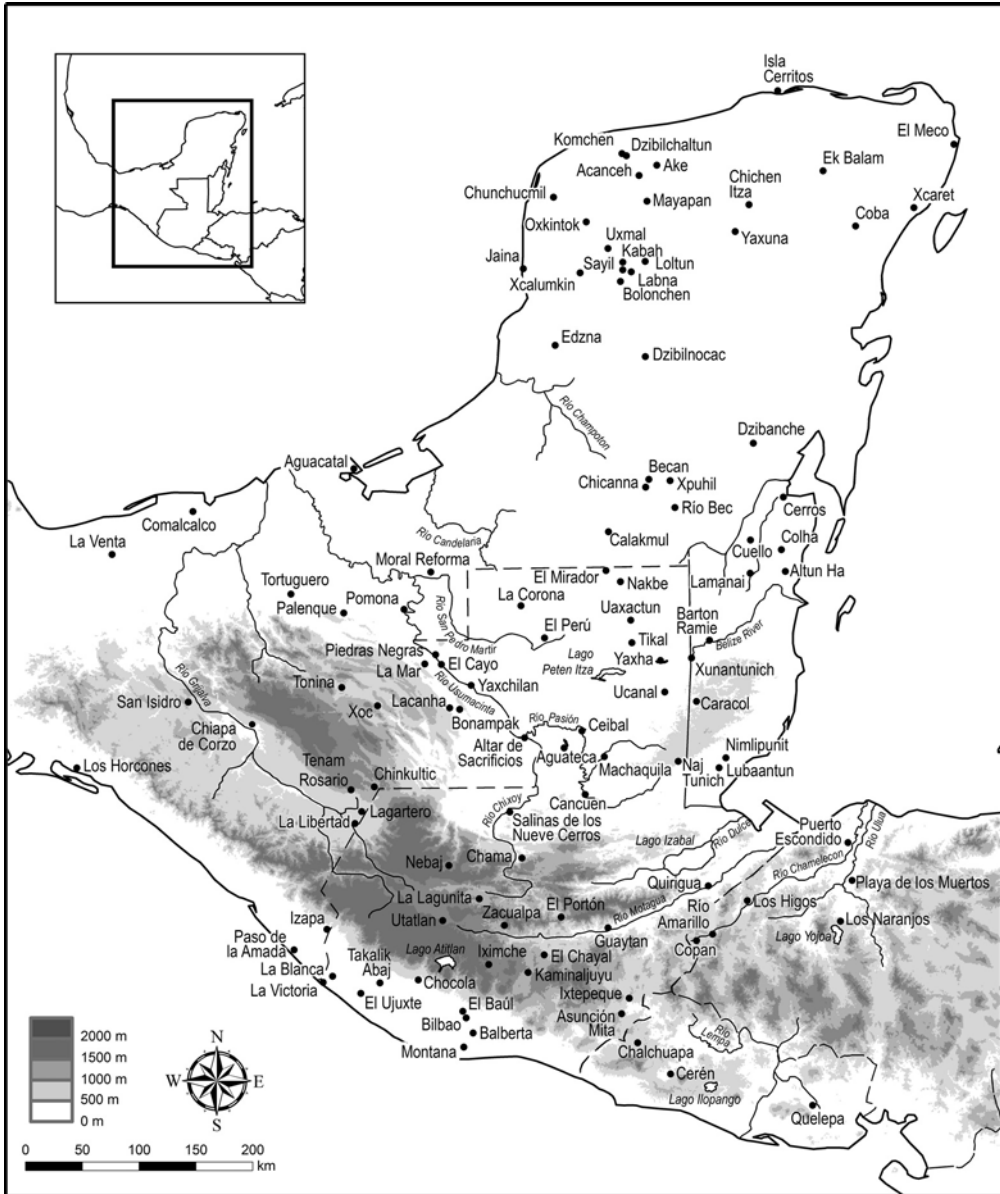 Isla
Cerritos
El Meco
Komchen
Dzibilchaltun
Ake
Acanceh
Ek Balam
Chichen
Itza
Chunchucmil
Mayapan
Xcaret
Oxkintok
Coba
Yaxuna
Uxmal
Kabah
Jaina
Sayil
Loltun
Xcalumkin
Labna
Bolonchen
Edzna
Dzibilnocac
Río Champoton
Dzibanche
Aguacatal
Becan
Chicanna
Xpuhil
Río Bec
Cerros
Comalcalco
La Venta
Río Candelaria
Calakmul
Cuello
Colha
Moral Reforma
El Mirador
Nakbe
Lamanai
Altun Ha
Tortuguero
Palenque
Pomona
La Corona
Uaxactun
Barton
Ramie
Río San Pedro Martir
El Perú
Tikal
Belize River
Piedras Negras
La Mar
El Cayo
Lago
Peten Itza
Yaxha
Xunantunich
Río Grijalva
Tonina
Yaxchilan
Río Usumacinta
Ucanal
San Isidro
Xoc
Lacanha
Bonampak
Caracol
Chiapa
de Corzo
Río Pasión
Ceibal
Altar de
Sacrificios
Aguateca
Nimlipunit
Los Horcones
Tenam
Rosario
Chinkultic
Machaquila
Naj
Tunich
Lubaantun
Cancuén
Lagartero
La Libertad
Río Chixoy
Salinas de los
Nueve Cerros
Puerto
Escondido
Lago Izabal
Río Dulce
Río Ulua
Nebaj
Chama
Río Chamelecon
Quirigua
Playa de los Muertos
La Lagunita
Utatlan
Zacualpa
El Portón
Río Motagua
Río
Amarillo
Los Higos
Los Naranjos
Izapa
Guaytan
Copan
Lago Yojoa
Paso de
la Amada
Takalik
Abaj
Lago Atitlan
Iximche
El Chayal
La Blanca
La Victoria
Chocola
Kaminaljuyu
El Ujuxte
El Baúl
Ixtepeque
Bilbao
Asunción
Mita
Balberta
Río
Lempa
Montana
Chalchuapa
Cerén
Lago Ilopango
Quelepa
2000 m
1500 m
1000 m
500 m
0 m
N
W
E
S
0
50
100
150
200
km